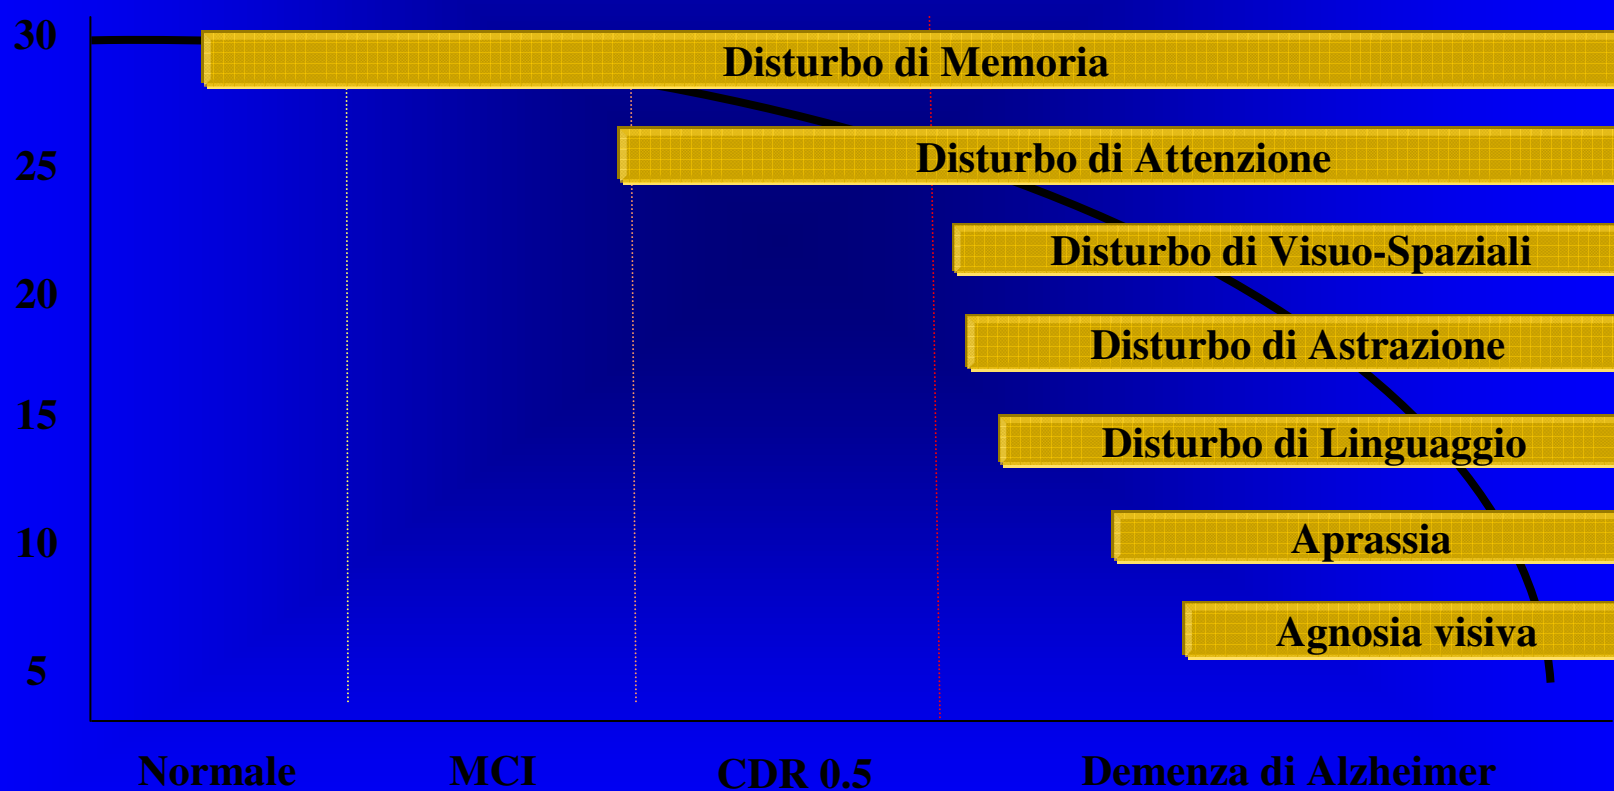 30
Disturbo di Memoria
25
Disturbo di Attenzione
Disturbo di Visuo-Spaziali
20
Disturbo di Astrazione
15
Disturbo di Linguaggio
10
Aprassia
Agnosia visiva
5
Normale MCI CDR 0.5 Demenza di Alzheimer